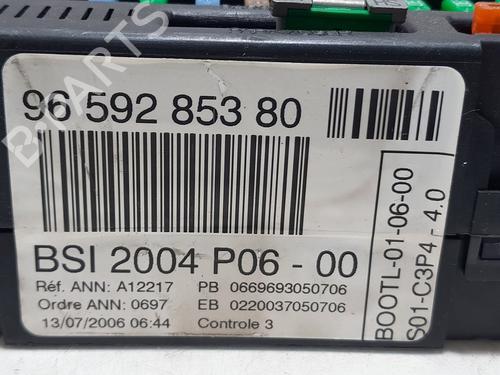 96 592 853 80
BSI 2004 P06 - 00
Réf. ANN: A12217 PB 0669693050706
Ordre ANN: 0697 EB 0220037050706
13/07/2006 06:44 Controle 3
BOOTL-01-06-00
S01-C3P4 - 4.0
B-PARTS